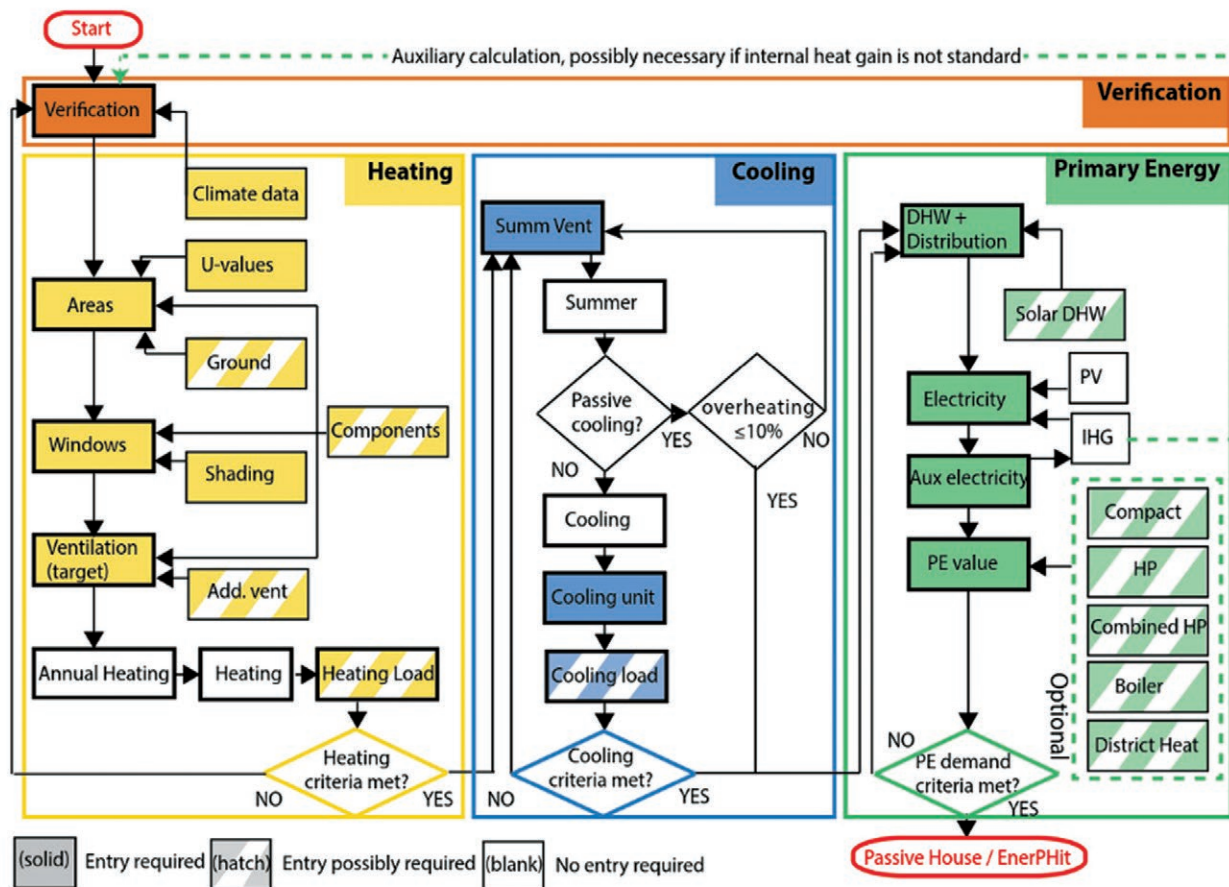 Start
Auxiliary calculation, possibly necessary if internal heat gain is not standard
Verification
Verification
Heating
Climate data
U-values
Areas
Ground
Components
Windows
Shading
Ventilation
(target)
Add. vent
Annual Heating
Heating
Heating Load
Heating
criteria met?
NO
YES
Cooling
Summ Vent
Summer
Passive
cooling?
YES
NO
overheating
≤10%
NO
YES
Cooling
Cooling unit
Cooling load
Cooling
criteria met?
NO
YES
Primary Energy
DHW +
Distribution
Solar DHW
PV
Electricity
IHG
Aux electricity
PE value
Compact
HP
Combined HP
Boiler
District Heat
Optional
NO
PE demand
criteria met?
YES
Passive House / EnerPHit
(solid) Entry required (hatch) Entry possibly required (blank) No entry required